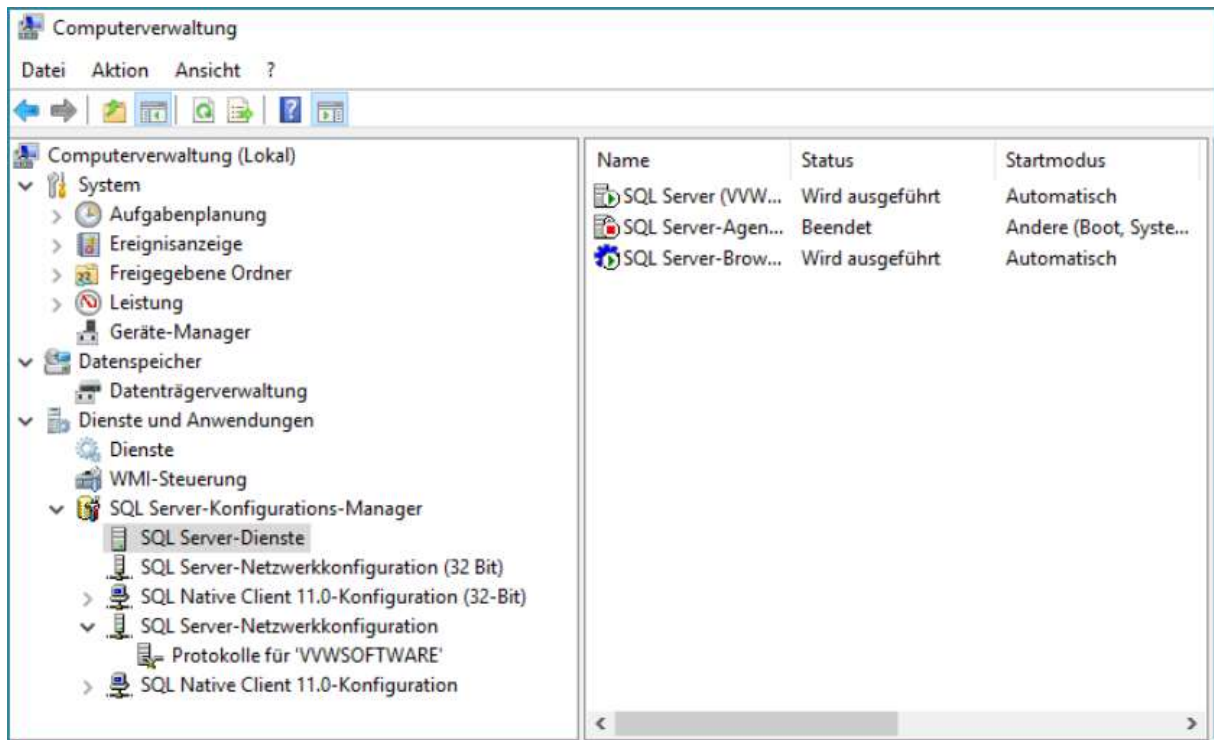 Computerverwaltung
Datei Aktion Ansicht ?
Computerverwaltung (Lokal)
System
Aufgabenplanung
Ereignisanzeige
Freigegebene Ordner
Leistung
Geräte-Manager
Datenspeicher
Datenträgerverwaltung
Dienste und Anwendungen
Dienste
WMI-Steuerung
SQL Server-Konfigurations-Manager
SQL Server-Dienste
SQL Server-Netzwerkkonfiguration (32 Bit)
SQL Native Client 11.0-Konfiguration (32-Bit)
SQL Server-Netzwerkkonfiguration
Protokolle für 'VVWSOFTWARE'
SQL Native Client 11.0-Konfiguration
Name Status Startmodus
SQL Server (VVW... Wird ausgeführt Automatisch
SQL Server-Agen... Beendet Andere (Boot, Syste...
SQL Server-Brow... Wird ausgeführt Automatisch